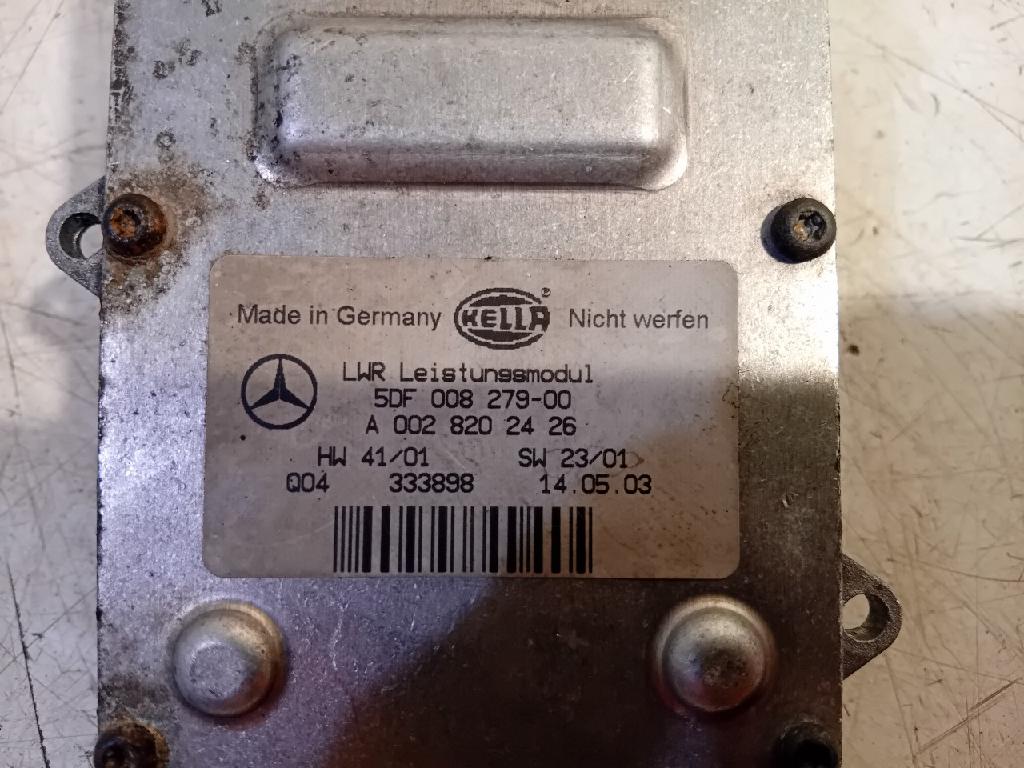 Made in Germany HELLA ® Nicht werfen
LWR Leistungsmodul
5DF 008 279-00
A 002 820 24 26
HW 41/01 SW 23/01
Q04 333898 14.05.03